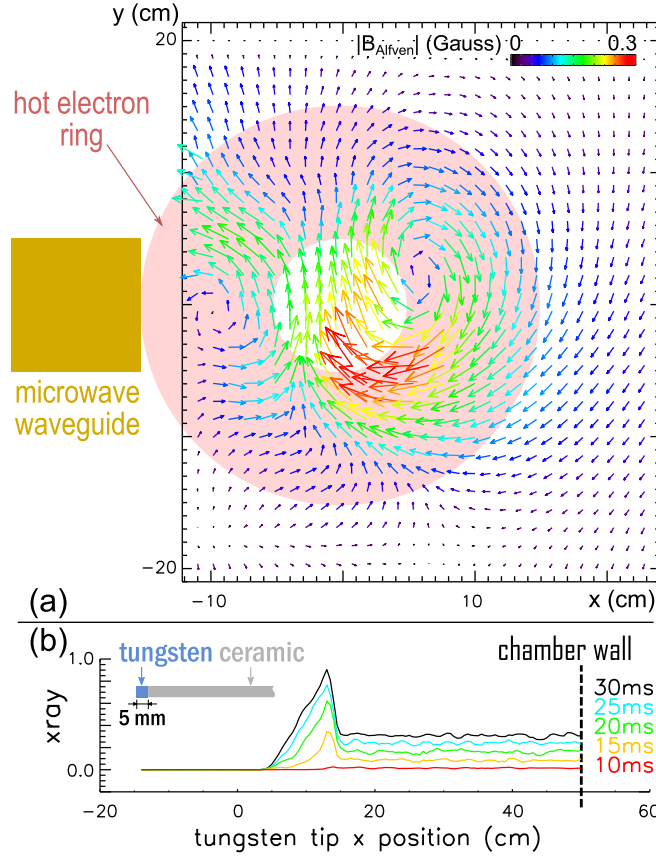 y (cm)
20
|B_Alfven| (Gauss) 0 0.3
hot electron
ring
microwave
waveguide
-20
(a)
-10 0 10 x (cm) 20
(b)
tungsten ceramic
5 mm
chamber wall
1.0
xray
0.0
30ms
25ms
20ms
15ms
10ms
-20 0 20 40 60
tungsten tip x position (cm)